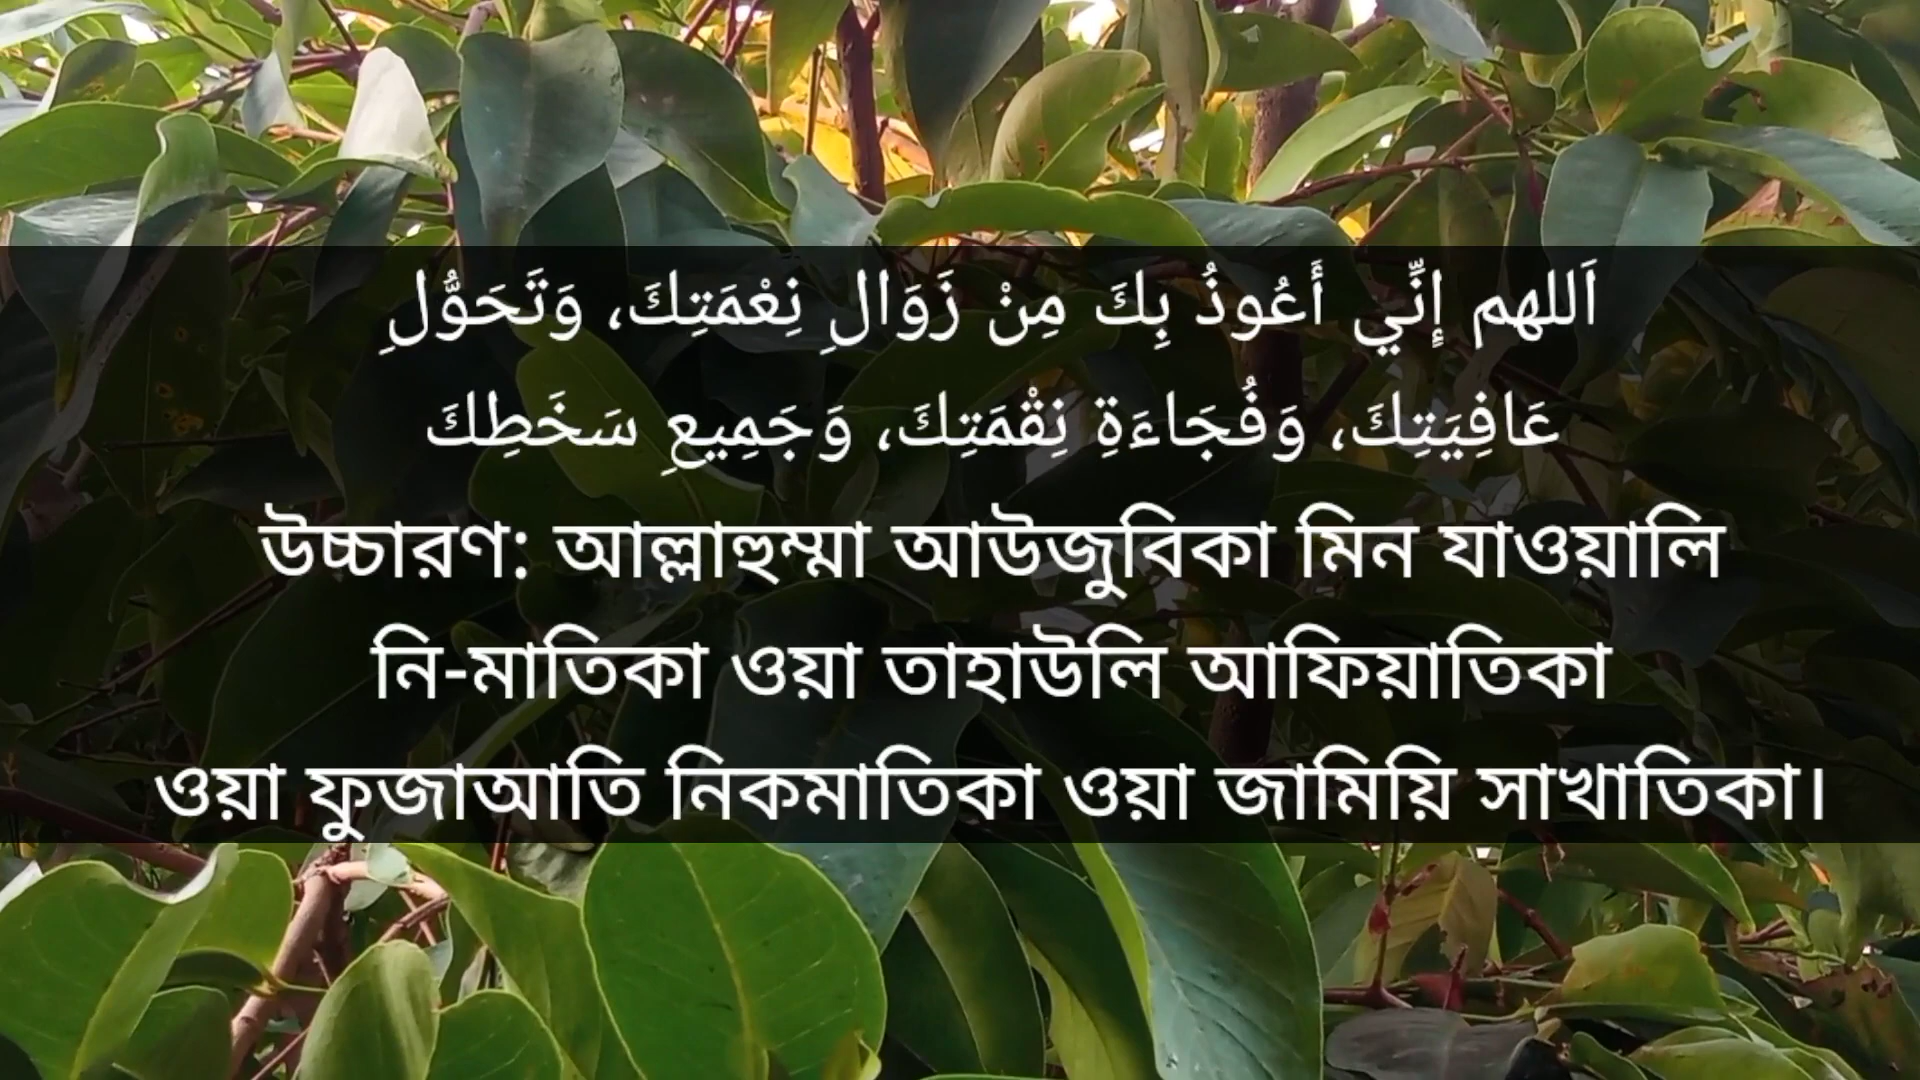 اَللهم إِنِّي أَعُوذُ بِكَ مِنْ زَوَالِ نِعْمَتِكَ، وَتَحَوُّلِ
عَافِيَتِكَ، وَفُجَاءَةِ نِقْمَتِكَ، وَجَمِيعِ سَخَطِكَ
উচ্চারণ: আল্লাহুম্মা আউজুবিকা মিন যাওয়ালি
নি-মাতিকা ওয়া তাহাউলি আফিয়াতিকা
ওয়া ফুজাআতি নিকমাতিকা ওয়া জামিয়ি সাখাতিকা।